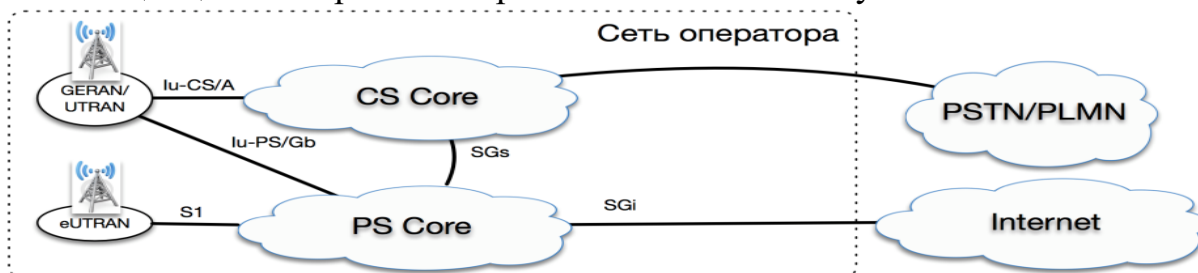 Сеть оператора
GERAN/
UTRAN
Iu-CS/A
CS Core
PSTN/PLMN
Iu-PS/Gb
SGs
eUTRAN
S1
PS Core
SGi
Internet